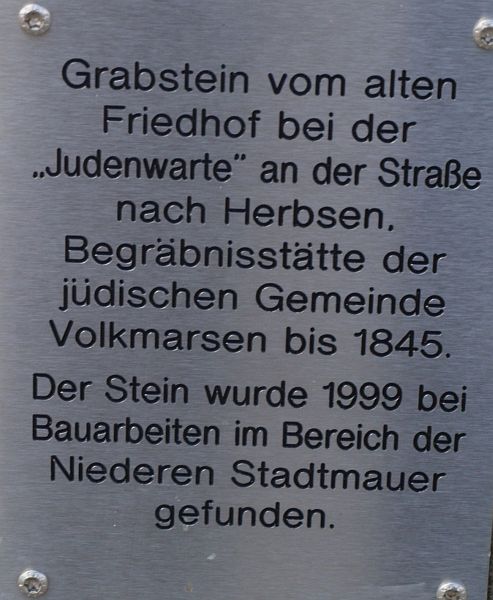 Grabstein vom alten
Friedhof bei der
„Judenwarte“ an der Straße
nach Herbsen.
Begräbnisstätte der
jüdischen Gemeinde
Volkmarsen bis 1845.
Der Stein wurde 1999 bei
Bauarbeiten im Bereich der
Niederen Stadtmauer
gefunden.